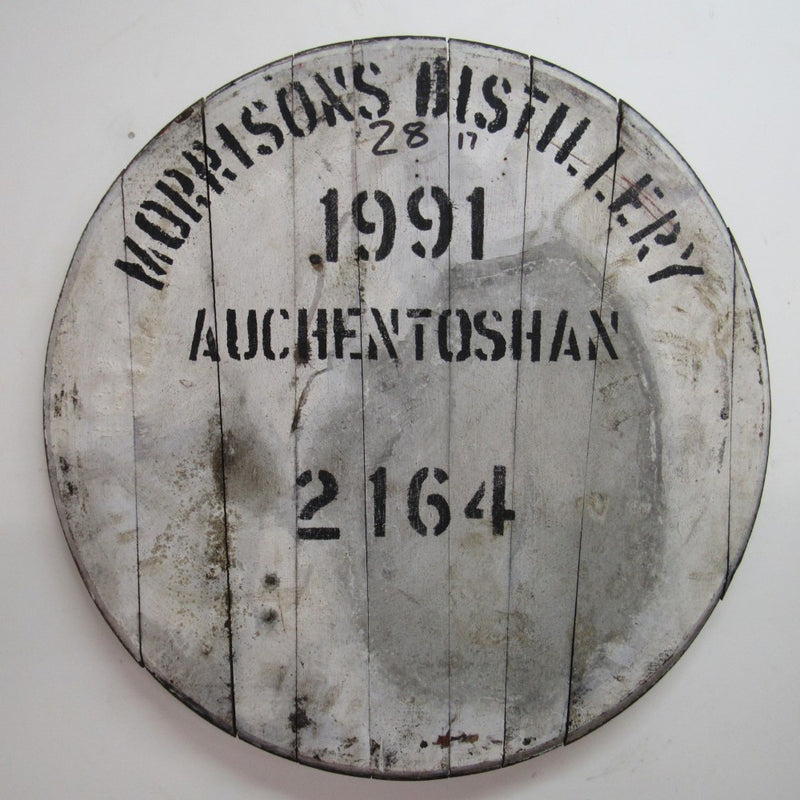 MORRISONS DISTILLERY
28 17
1991
AUCHENTOSHAN
2164